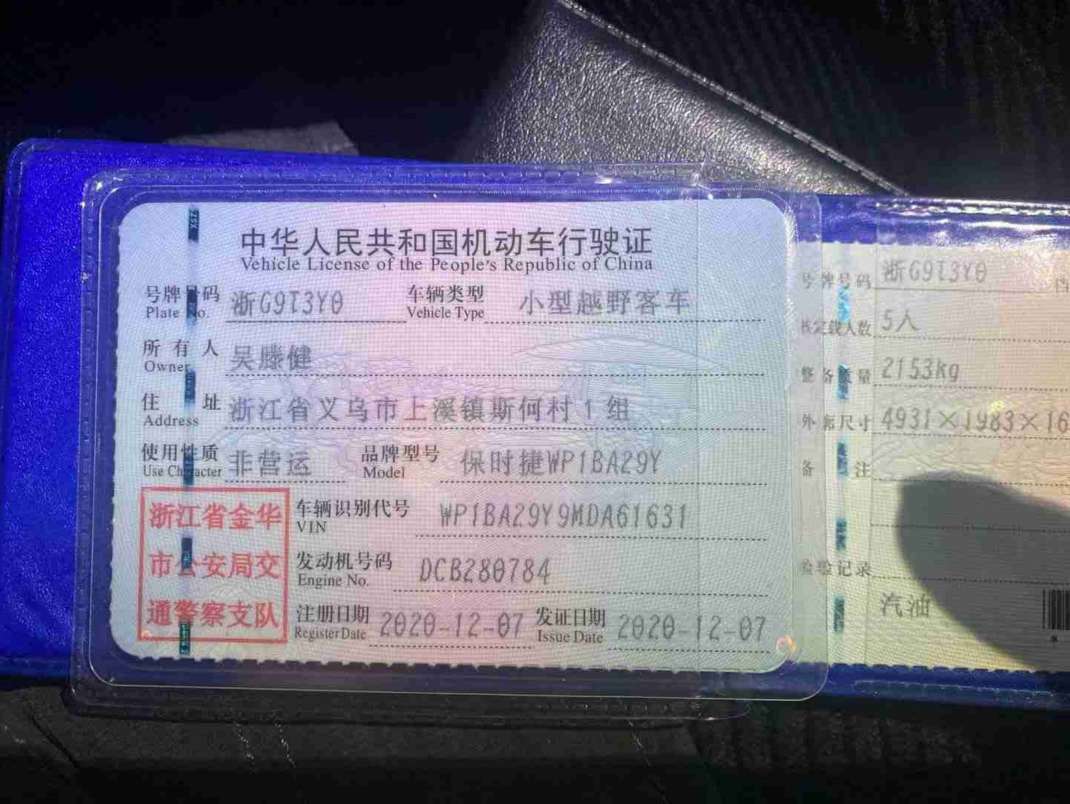 中华人民共和国机动车行驶证
Vehicle License of the People's Republic of China
号牌号码 浙G9T3Y0 车辆类型 小型越野客车
Plate No. Vehicle Type
所有人 吴滕健
Owner
住址 浙江省义乌市上溪镇斯何村1组
Address
使用性质 非营运 品牌型号 保时捷WP1BA29Y
Use Character Model
浙江省金华
市公安局交
通警察支队
车辆识别代号 WP1BA29Y9MDA61631
VIN
发动机号码 DCB280784
Engine No.
注册日期 2020-12-07 发证日期 2020-12-07
Register Date Issue Date
号牌号码 浙G9T3Y0
核定载人数 5人
整备质量 2153kg
外廓尺寸 4931×1983×16
备注
检验记录
汽油